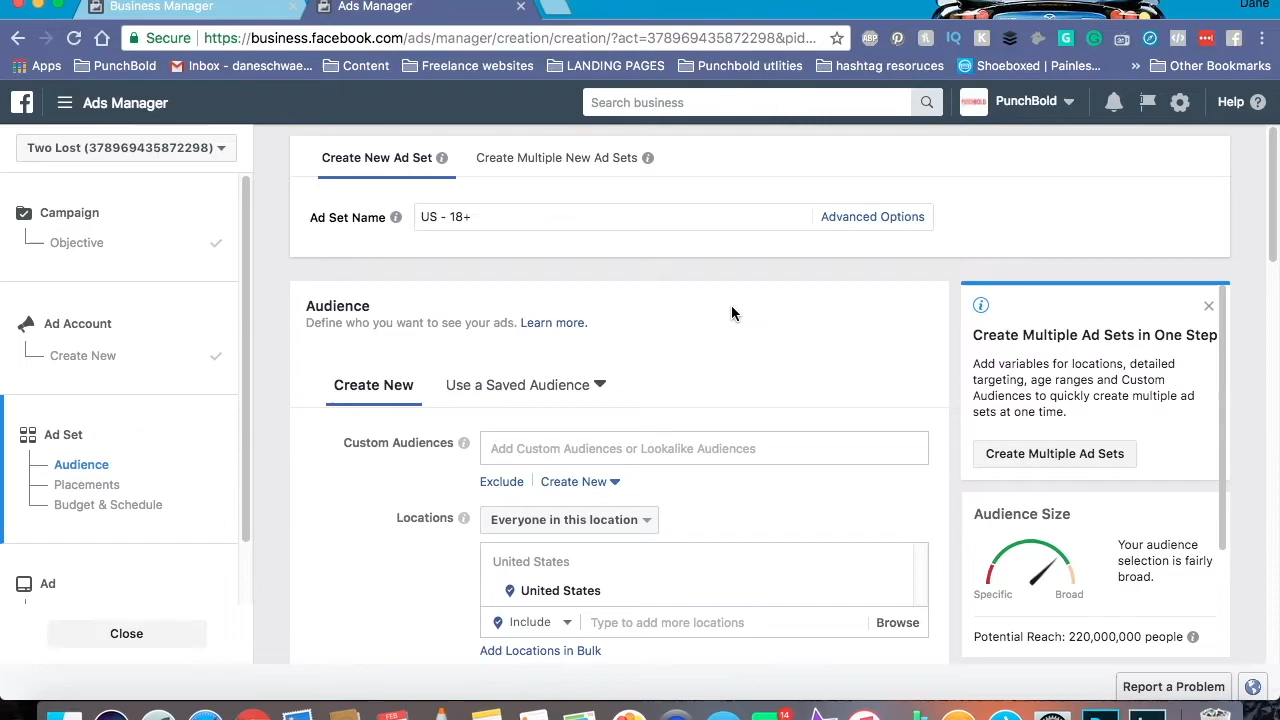 Business Manager
Ads Manager
Dane
Secure
https://business.facebook.com/ads/manager/creation/creation/?act=378969435872298&pid...
Apps
PunchBold
Inbox - daneschwae...
Content
Freelance websites
LANDING PAGES
Punchbold utlities
hashtag resoruces
Shoeboxed | Painles...
»
Other Bookmarks
Ads Manager
Search business
PunchBold
Help
Two Lost (378969435872298)
Campaign
Objective
Ad Account
Create New
Ad Set
Audience
Placements
Budget & Schedule
Ad
Close
Create New Ad Set
Create Multiple New Ad Sets
Ad Set Name
US - 18+
Advanced Options
Audience
Define who you want to see your ads. Learn more.
Create New
Use a Saved Audience
Custom Audiences
Add Custom Audiences or Lookalike Audiences
Exclude
Create New
Locations
Everyone in this location
United States
United States
Include
Type to add more locations
Browse
Add Locations in Bulk
Create Multiple Ad Sets in One Step
Add variables for locations, detailed
targeting, age ranges and Custom
Audiences to quickly create multiple ad
sets at one time.
Create Multiple Ad Sets
Audience Size
Your audience
selection is fairly
broad.
Specific
Broad
Potential Reach: 220,000,000 people
Report a Problem
FEB
14